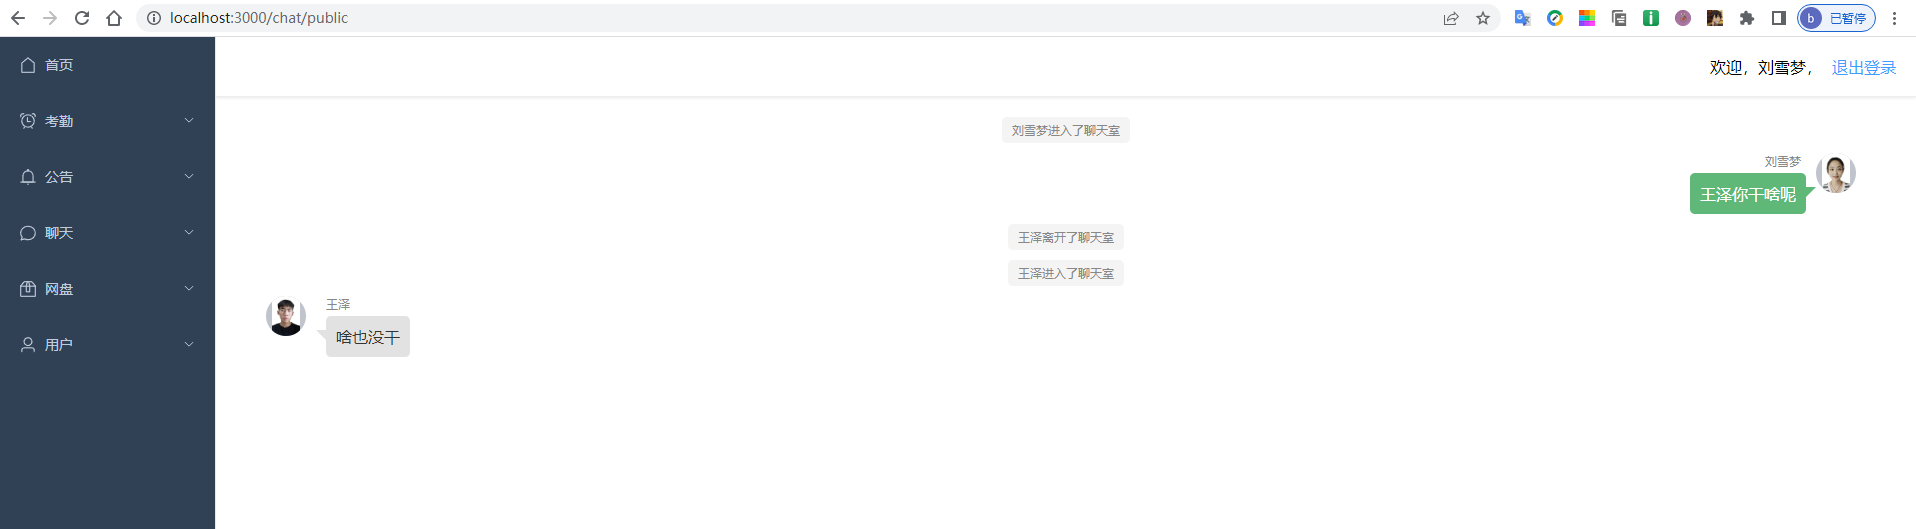 localhost:3000/chat/public
b 已暂停
首页
考勤
公告
聊天
网盘
用户
欢迎，刘雪梦， 退出登录
刘雪梦进入了聊天室
刘雪梦
王泽你干啥呢
王泽离开了聊天室
王泽进入了聊天室
王泽
啥也没干